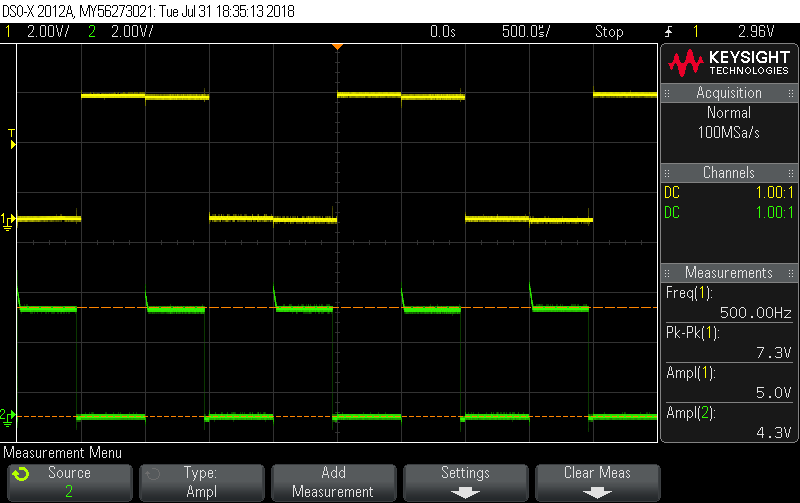 DSO-X 2012A, MY56273021: Tue Jul 31 18:35:13 2018
1 2.00V/ 2 2.00V/ 0.0s 500.0us/ Stop 1 2.96V
KEYSIGHT
TECHNOLOGIES
Acquisition
Normal
100MSa/s
Channels
DC 1.00:1
DC 1.00:1
Measurements
Freq(1):
500.00Hz
Pk-Pk(1):
7.3V
Ampl(1):
5.0V
Ampl(2):
4.3V
T
1
2
Measurement Menu
Source
2
Type:
Ampl
Add
Measurement
Settings
Clear Meas